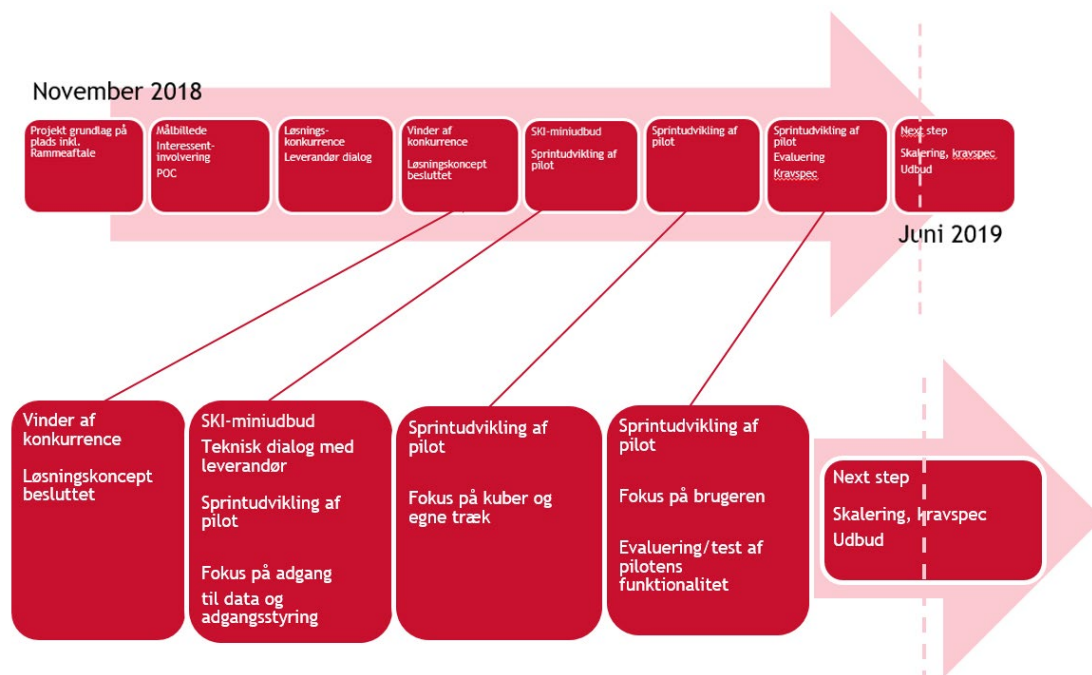 November 2018
Projekt grundlag på
plads inkl.
Rammeaftale
Målbillede
Interessent-
involvering
POC
Løsnings-
konkurrence
Leverandør dialog
Vinder af
konkurrence
Løsningskoncept
besluttet
SKI-miniudbud
Sprintudvikling af
pilot
Sprintudvikling af
pilot
Sprintudvikling af
pilot
Evaluering
Kravspec
Next step
Skalering, kravspec
Udbud
Juni 2019
Vinder af
konkurrence
Løsningskoncept
besluttet
SKI-miniudbud
Teknisk dialog med
leverandør
Sprintudvikling af
pilot
Fokus på adgang
til data og
adgangsstyring
Sprintudvikling af
pilot
Fokus på kuber og
egne træk
Sprintudvikling af
pilot
Fokus på brugeren
Evaluering/test af
pilotens
funktionalitet
Next step
Skalering, kravspec
Udbud